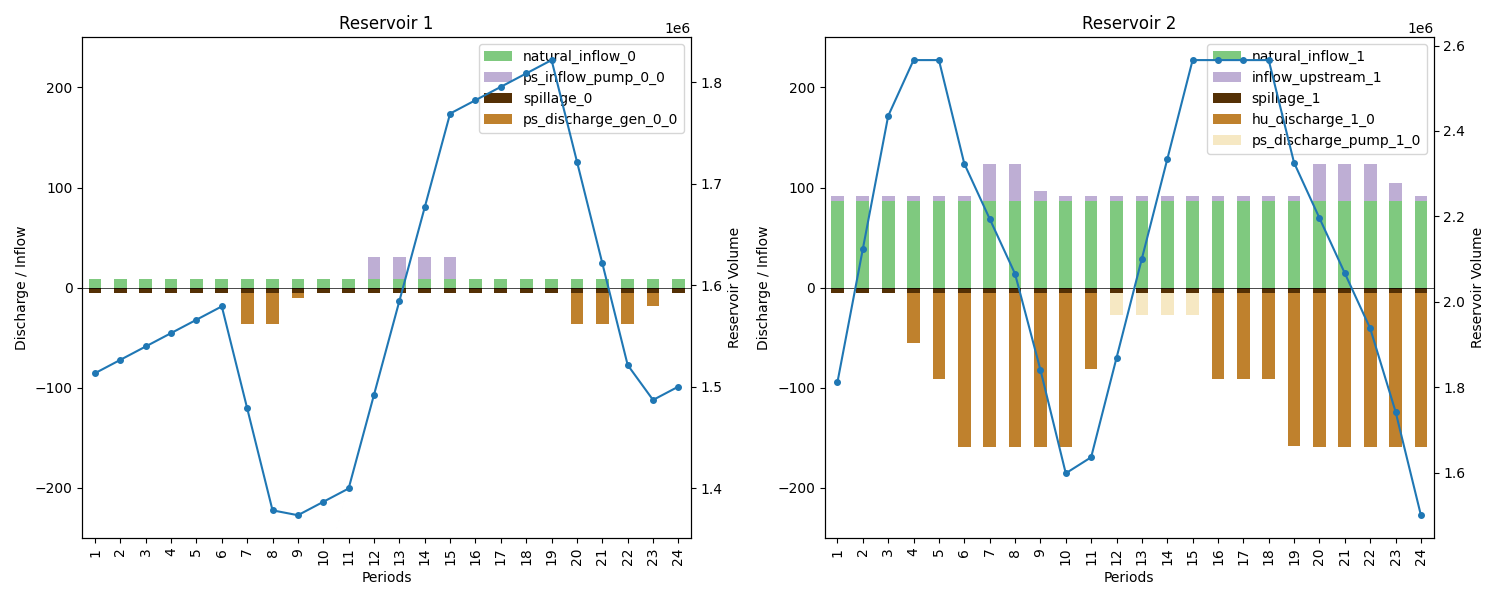 Reservoir 1
1e6
natural_inflow_0
ps_inflow_pump_0_0
spillage_0
ps_discharge_gen_0_0
200
100
0
−100
−200
Discharge / Inflow
1.8
1.7
1.6
1.5
1.4
Reservoir Volume
1 2 3 4 5 6 7 8 9 10 11 12 13 14 15 16 17 18 19 20 21 22 23 24
Periods
Reservoir 2
1e6
natural_inflow_1
inflow_upstream_1
spillage_1
hu_discharge_1_0
ps_discharge_pump_1_0
200
100
0
−100
−200
Discharge / Inflow
2.6
2.4
2.2
2.0
1.8
1.6
Reservoir Volume
1 2 3 4 5 6 7 8 9 10 11 12 13 14 15 16 17 18 19 20 21 22 23 24
Periods